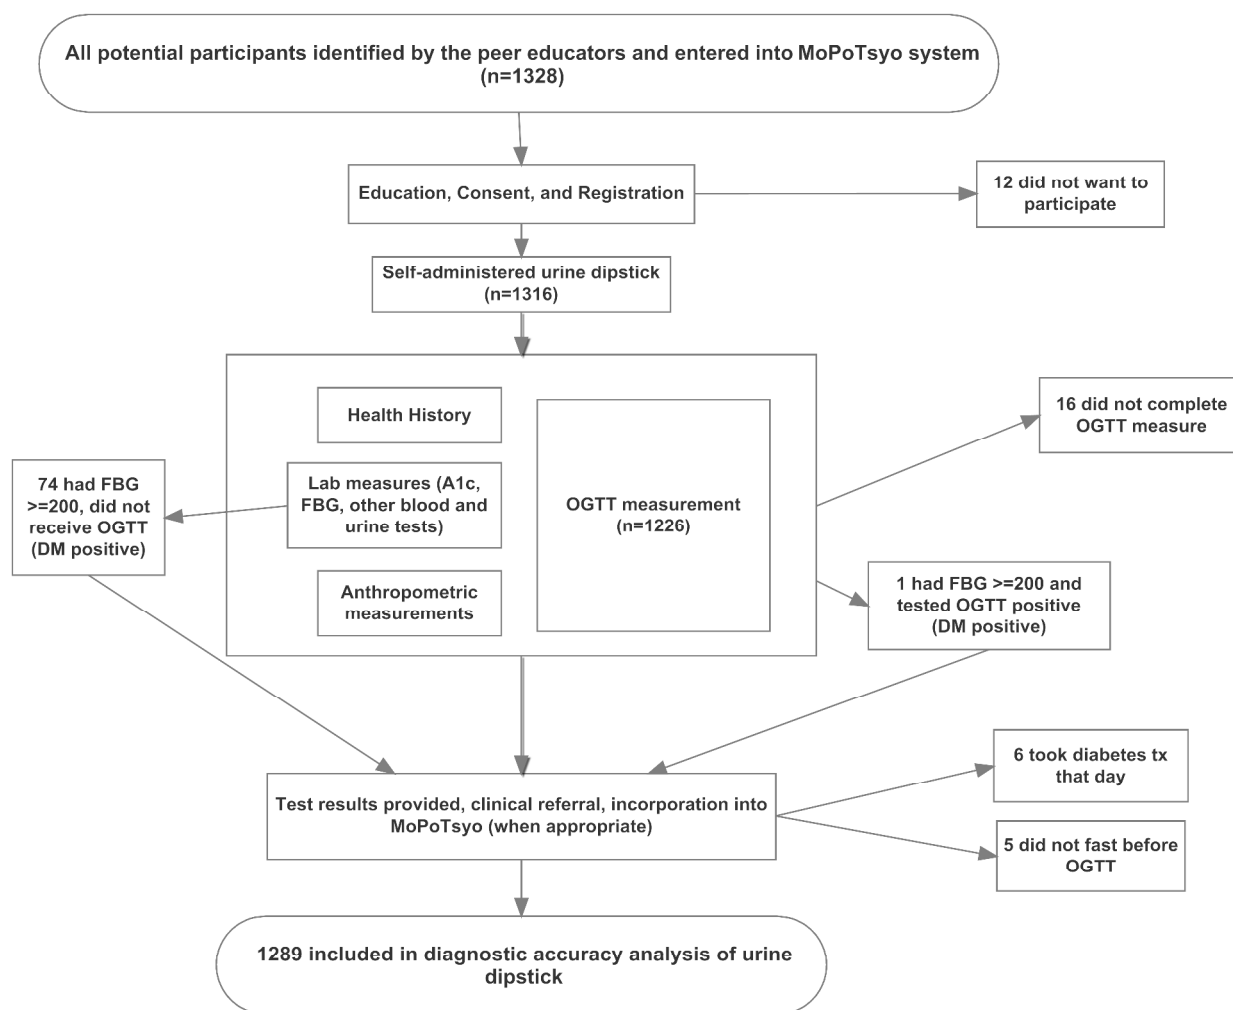 All potential participants identified by the peer educators and entered into MoPoTsyo system
(n=1328)
Education, Consent, and Registration
12 did not want to
participate
Self-administered urine dipstick
(n=1316)
Health History
16 did not complete
OGTT measure
74 had FBG
>=200, did not
receive OGTT
(DM positive)
Lab measures (A1c,
FBG, other blood and
urine tests)
OGTT measurement
(n=1226)
Anthropometric
measurements
1 had FBG >=200 and
tested OGTT positive
(DM positive)
6 took diabetes tx
that day
Test results provided, clinical referral, incorporation into
MoPoTsyo (when appropriate)
5 did not fast before
OGTT
1289 included in diagnostic accuracy analysis of urine
dipstick